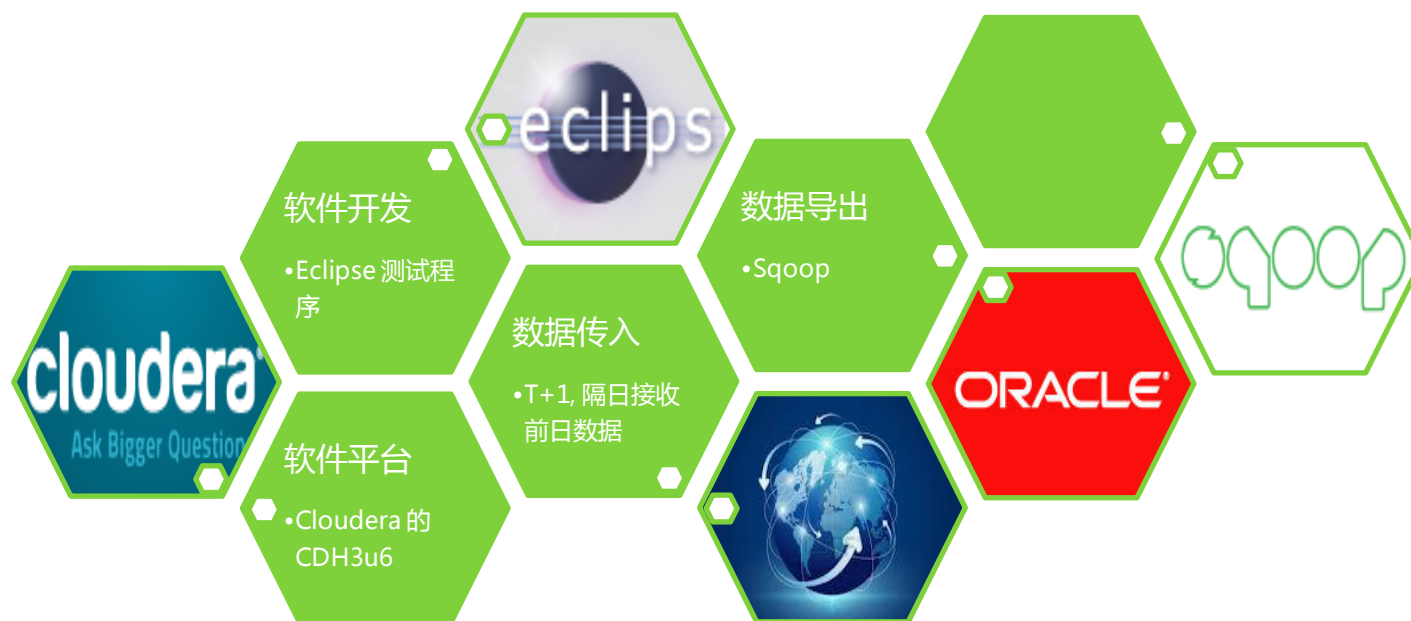 cloudera
Ask Bigger Question
软件开发
•Eclipse 测试程
序
软件平台
•Cloudera 的
CDH3u6
eclips
数据传入
•T+1, 隔日接收
前日数据
数据导出
•Sqoop
ORACLE
sqoop